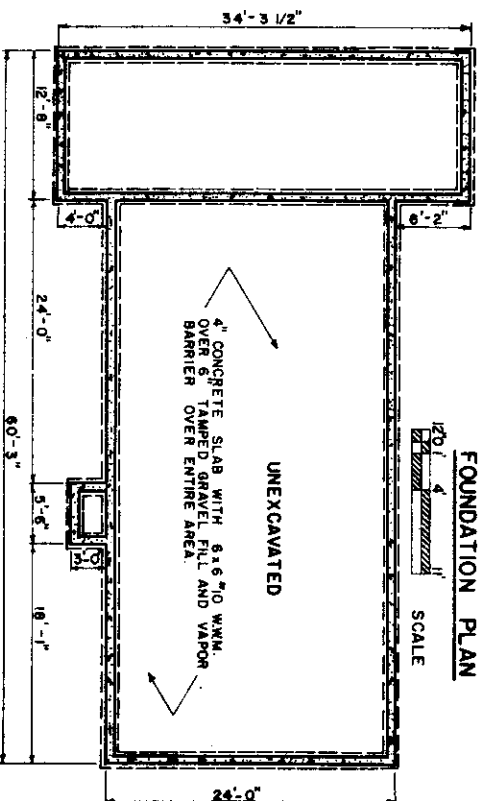 34'-3 1/2"
12'-8"
4'-0"
6'-2"
24'-0"
5'-6"
3'-0"
18'-1"
60'-3"
24'-0"
4" CONCRETE SLAB WITH 6x6 #10 W.W.M.
OVER 6" TAMPED GRAVEL FILL AND VAPOR
BARRIER OVER ENTIRE AREA.
UNEXCAVATED
FOUNDATION PLAN
SCALE
12" 0 1' 4' 11'